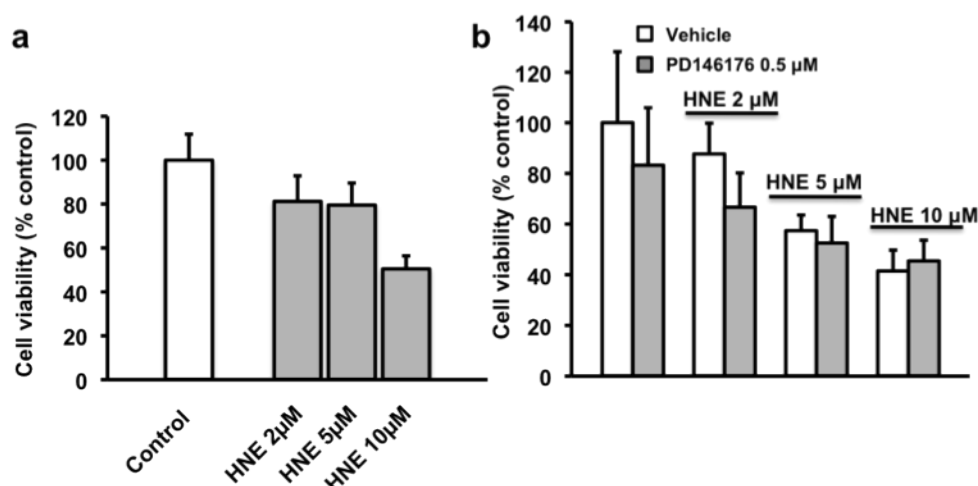 a
Cell viability (% control)
120
100
80
60
40
20
0
Control
HNE 2µM
HNE 5µM
HNE 10µM
b
Cell viability (% control)
140
120
100
80
60
40
20
0
Vehicle
PD146176 0.5 µM
HNE 2 µM
HNE 5 µM
HNE 10 µM